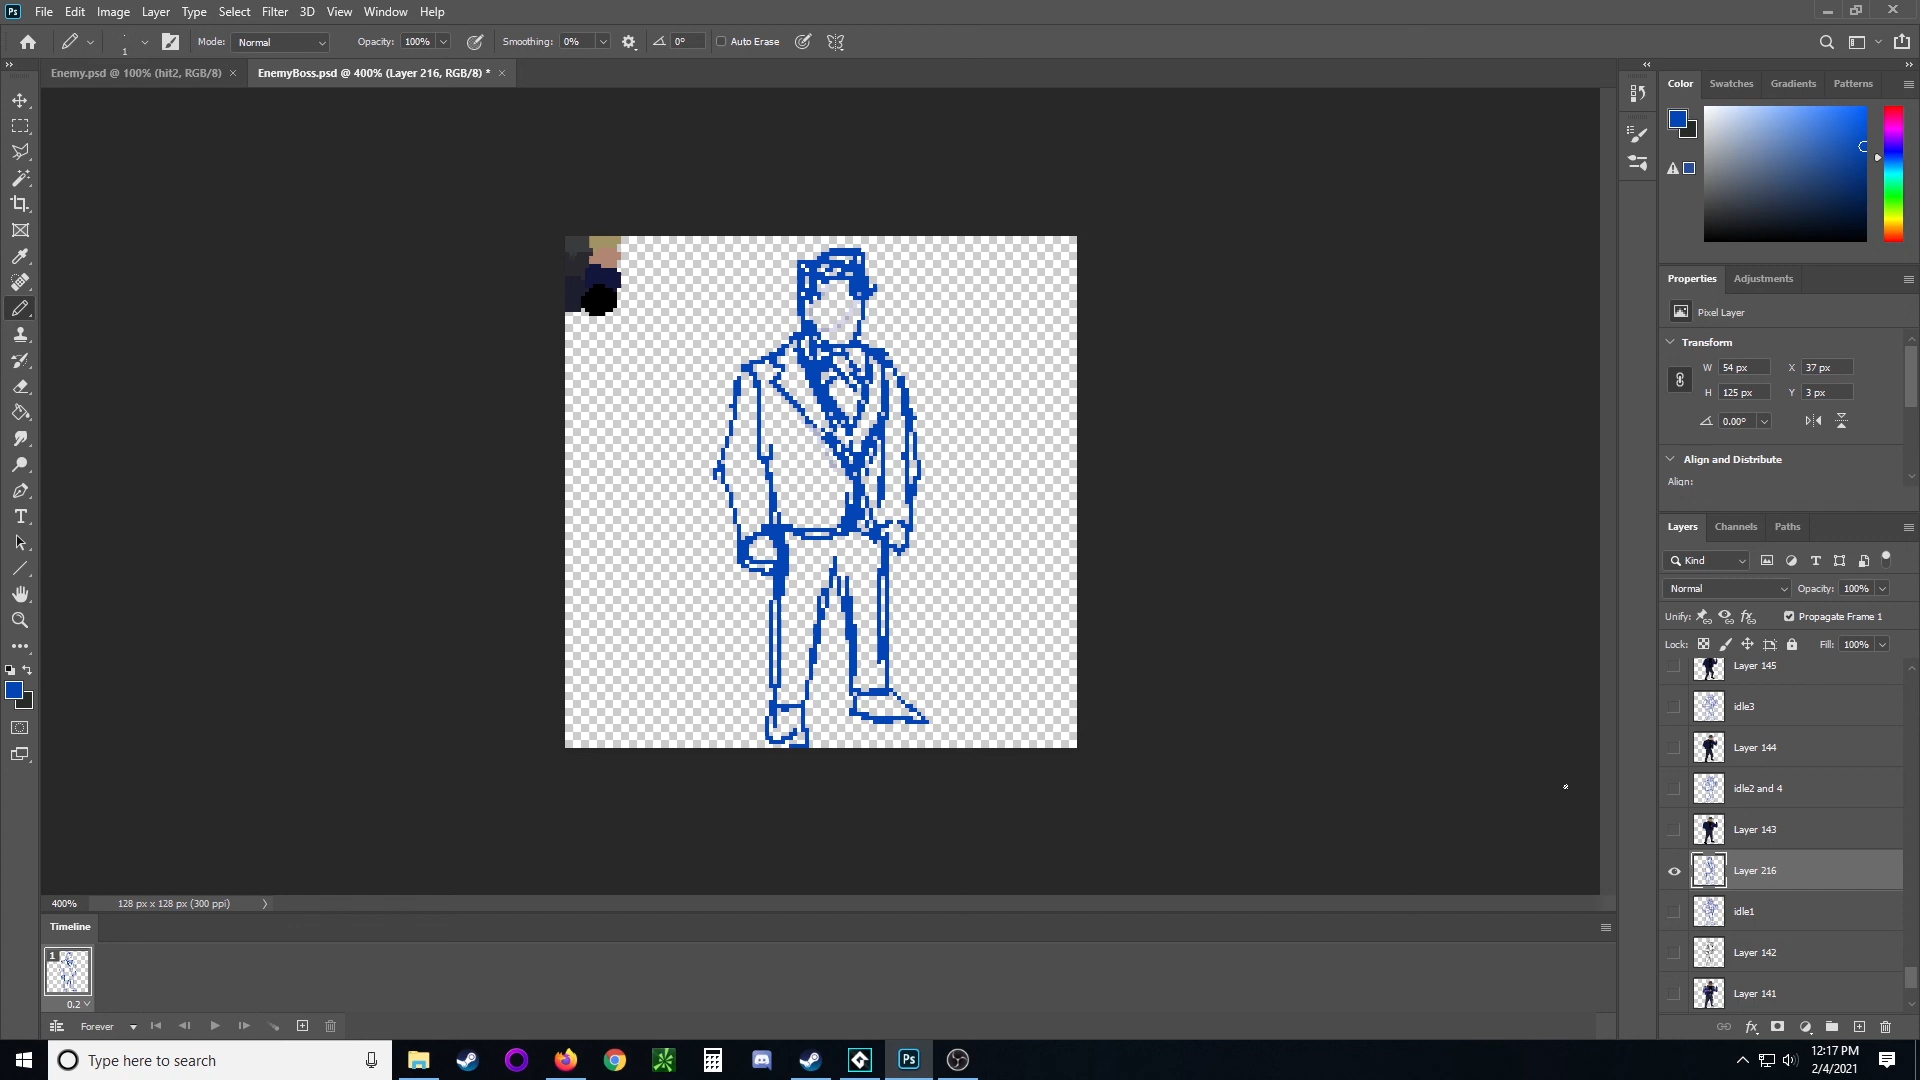 Ps File Edit Image Layer Type Select Filter 3D View Window Help
1 Mode: Normal Opacity: 100% Smoothing: 0% 0° Auto Erase
Enemy.psd @ 100% (hit2, RGB/8) × EnemyBoss.psd @ 400% (Layer 216, RGB/8) * ×
Color Swatches Gradients Patterns
Properties Adjustments
Pixel Layer
Transform
W 54 px X 37 px
H 125 px Y 3 px
0.00°
Align and Distribute
Align:
Layers Channels Paths
Kind
Normal Opacity: 100%
Unify: Propagate Frame 1
Lock: Fill: 100%
Layer 145
idle3
Layer 144
idle2 and 4
Layer 143
Layer 216
idle1
Layer 142
Layer 141
fx
400% 128 px x 128 px (300 ppi)
Timeline
1
0.2
Forever
Type here to search
Ps
12:17 PM
2/4/2021